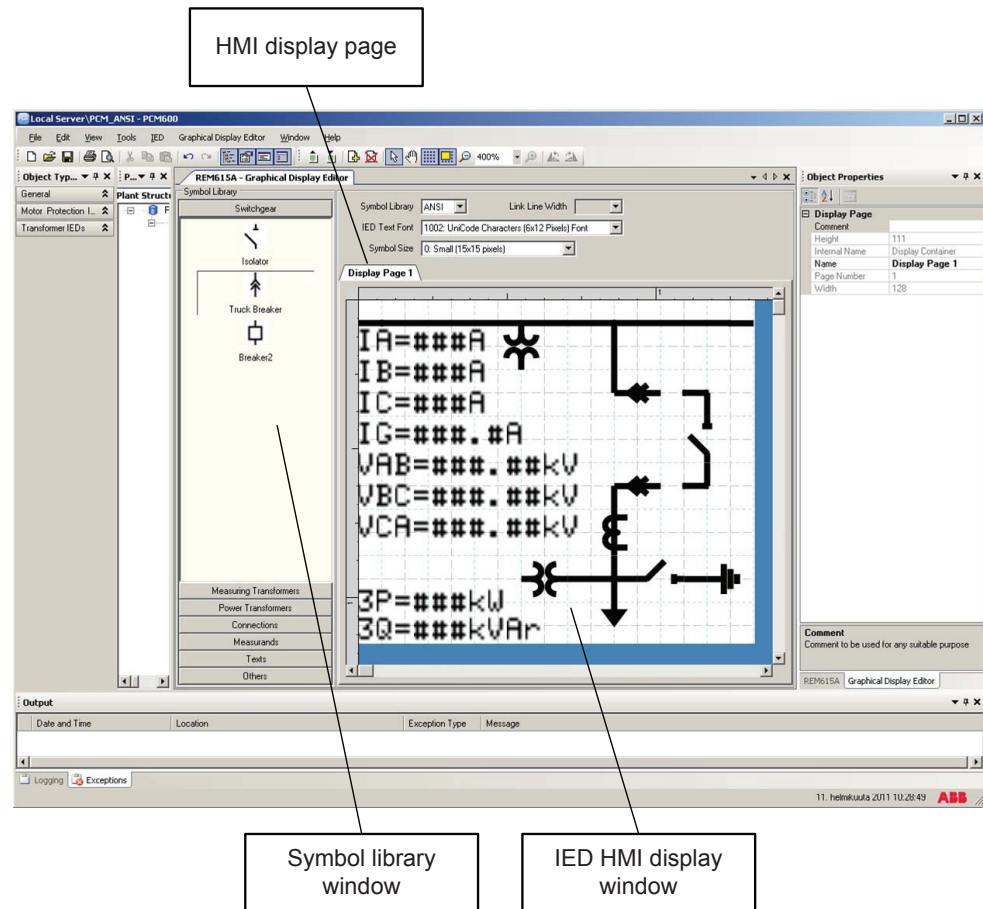 HMI display page
Local Server\PCM_ANSI - PCM600
File Edit View Tools IED Graphical Display Editor Window Help
400%
Object Typ...
General
Motor Protection I...
Transformer IEDs
P...
Plant Structu
F
REM615A - Graphical Display Editor
Symbol Library
Switchgear
Isolator
Truck Breaker
Breaker2
Measuring Transformers
Power Transformers
Connections
Measurands
Texts
Others
Symbol Library ANSI Link Line Width
IED Text Font 1002: UniCode Characters (6x12 Pixels) Font
Symbol Size 0: Small (15x15 pixels)
Display Page 1
1
IA=###A
IB=###A
IC=###A
IG=###.#A
VAB=###.##kV
VBC=###.##kV
VCA=###.##kV
3P=###kW
3Q=###kVAr
Object Properties
Display Page
Comment
Height 111
Internal Name Display Container
Name Display Page 1
Page Number 1
Width 128
Comment
Comment to be used for any suitable purpose
REM615A Graphical Display Editor
Output
Date and Time Location Exception Type Message
Logging Exceptions
11. helmikuuta 2011 10:28:49 ABB
Symbol library
window
IED HMI display
window